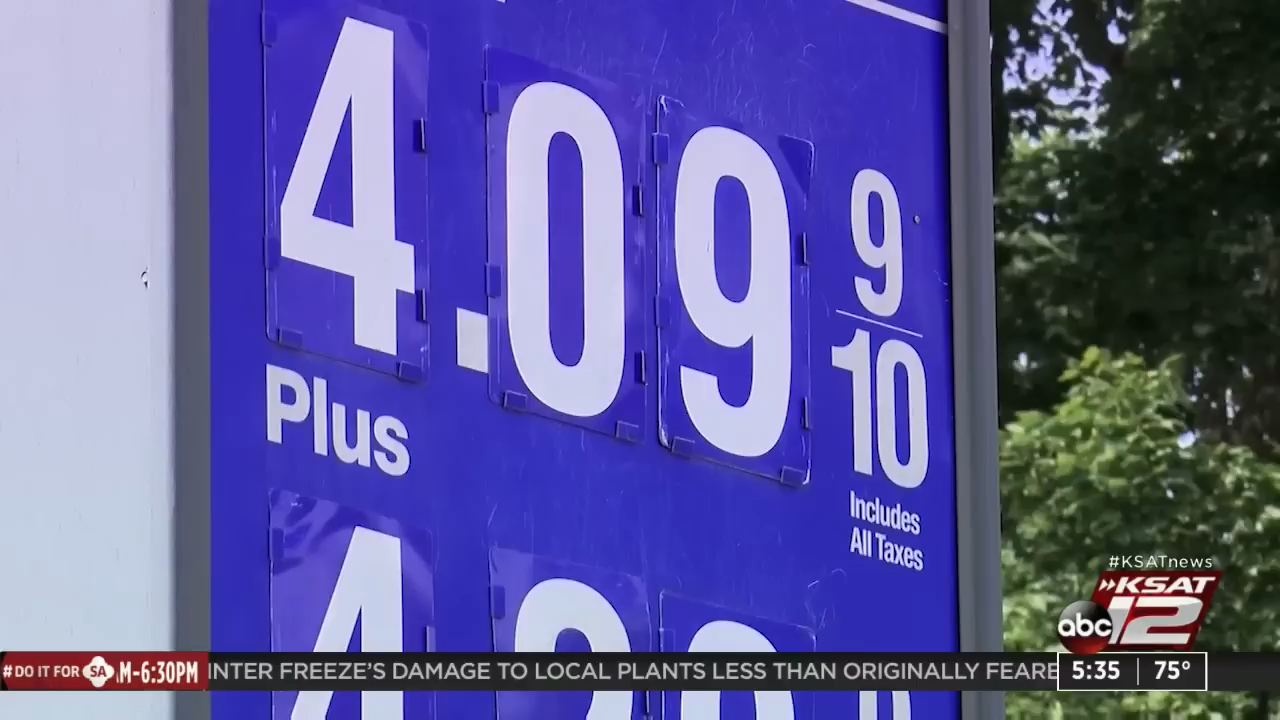 4.09 9/10
Plus
Includes
All Taxes
#KSATnews
KSAT
abc 12
#DO IT FOR SA M-6:30PM INTER FREEZE'S DAMAGE TO LOCAL PLANTS LESS THAN ORIGINALLY FEARE 5:35 75°